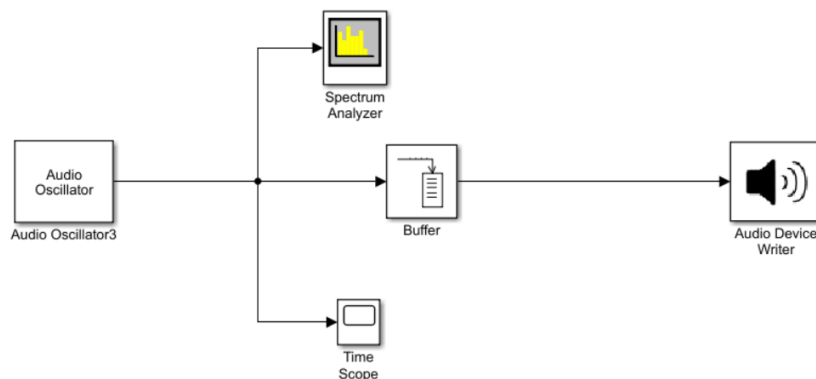 Spectrum
Analyzer
Audio
Oscillator
Audio Oscillator3
Buffer
Audio Device
Writer
Time
Scope